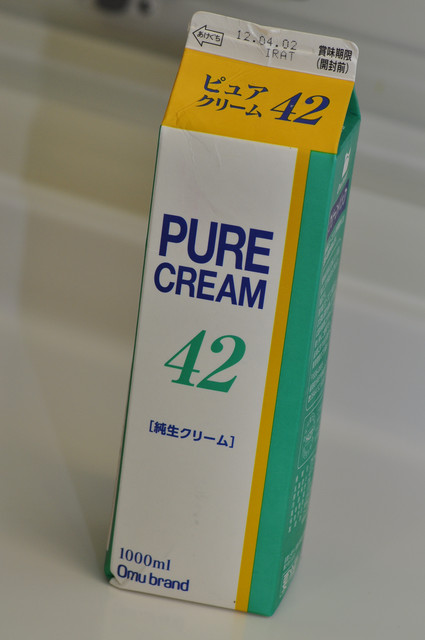 あけぐち
12.04.02
IRAT
賞味期限
(開封前)
ピュア
クリーム 42
PURE
CREAM
42
[純生クリーム]
1000ml
Omu brand